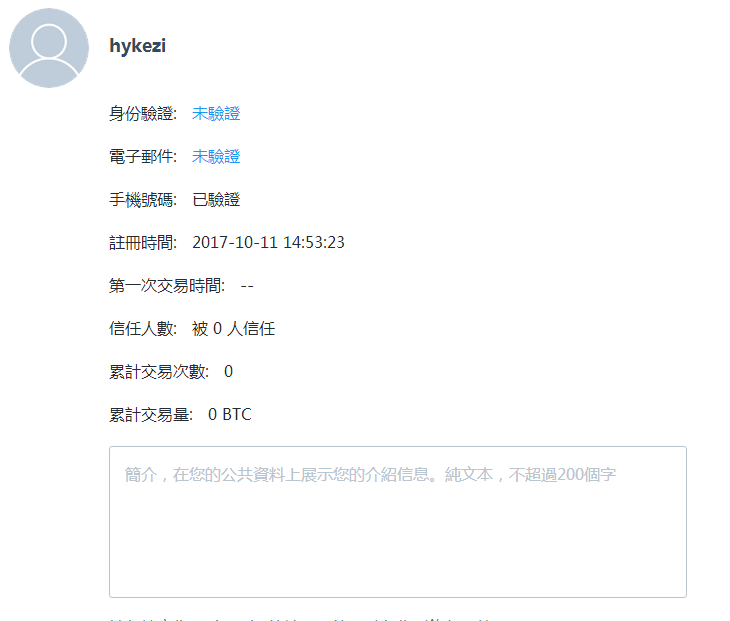 hykezi
身份驗證: 未驗證
電子郵件: 未驗證
手機號碼: 已驗證
註冊時間: 2017-10-11 14:53:23
第一次交易時間: --
信任人數: 被 0 人信任
累計交易次數: 0
累計交易量: 0 BTC
簡介，在您的公共資料上展示您的介紹信息。純文本，不超過200個字